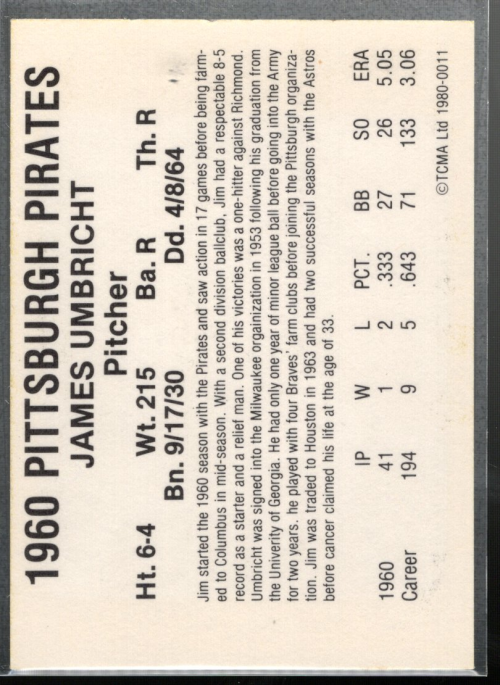 1960 PITTSBURGH PIRATES
JAMES UMBRICHT
Pitcher
Ht. 6-4 Wt. 215 Ba. R Th. R
Bn. 9/17/30 Dd. 4/8/64
Jim started the 1960 season with the Pirates and saw action in 17 games before being farm-
ed to Columbus in mid-season. With a second division ballclub, Jim had a respectable 8-5
record as a starter and a relief man. One of his victories was a one-hitter against Richmond.
Umbricht was signed into the Milwaukee orgainization in 1953 following his graduation from
the Univerity of Georgia. He had only one year of minor league ball before going into the Army
for two years. he played with four Braves' farm clubs before joining the Pittsburgh organiza-
tion. Jim was traded to Houston in 1963 and had two successful seasons with the Astros
before cancer claimed his life at the age of 33.
IP W L PCT. BB SO ERA
1960 41 1 2 .333 27 26 5.05
Career 194 9 5 .643 71 133 3.06
©TCMA Ltd 1980-0011